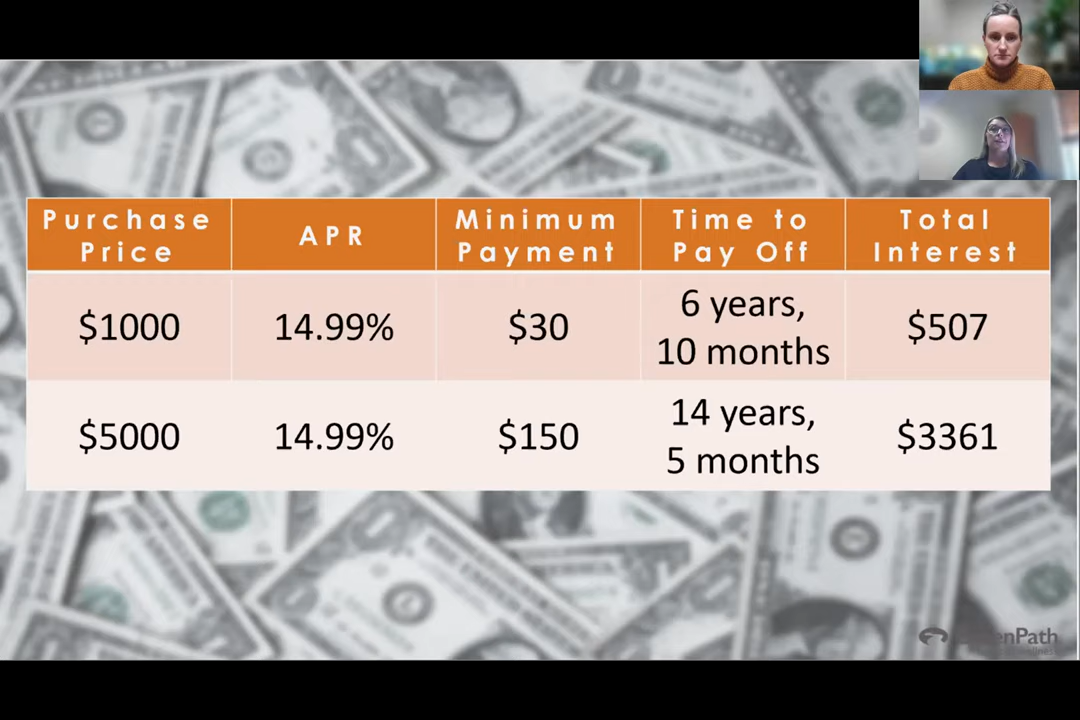 Purchase Price
APR
Minimum Payment
Time to Pay Off
Total Interest
$1000
14.99%
$30
6 years,
10 months
$507
$5000
14.99%
$150
14 years,
5 months
$3361